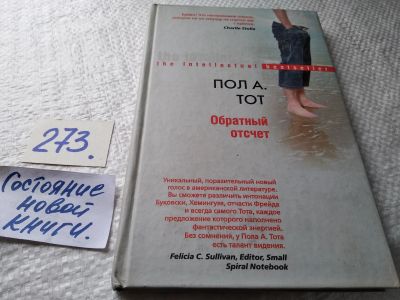 Charlie Stella
the intellectual bestseller
ПОЛ А.
ТОТ
Обратный
отсчет
273.
Состояние
новой
книги.
Уникальный, поразительный новый
голос в американской литературе.
Вы сможете различить интонации
Буковски, Хемингуэя, отчасти Фрейда
и всегда самого Тота, каждое
предложение которого наполнено
фантастической энергией.
Без сомнений, у Пола А. Тота
есть талант видения.
Felicia C. Sullivan, Editor, Small
Spiral Notebook